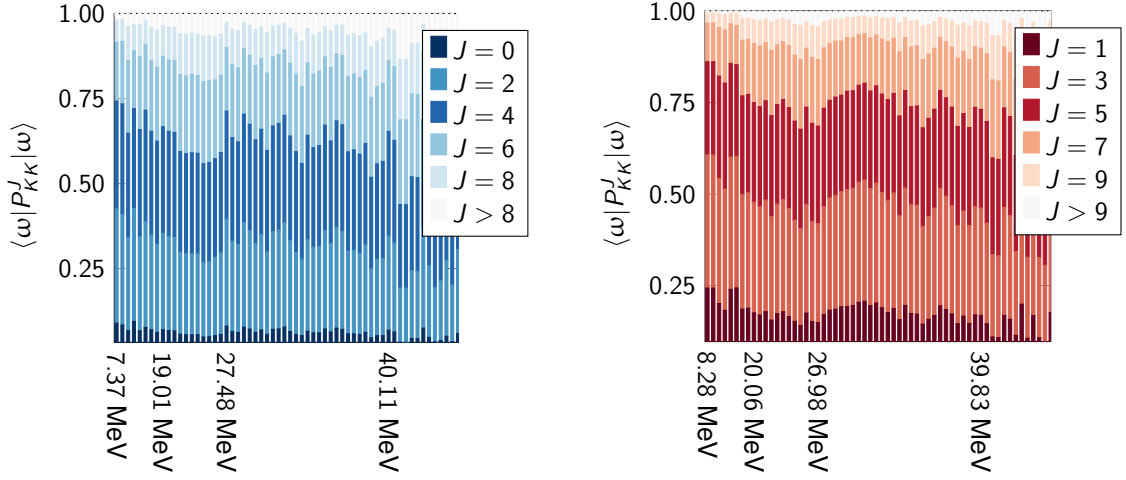 ⟨ω|P^J_{KK}|ω⟩
1.00
0.75
0.50
0.25
J = 0
J = 2
J = 4
J = 6
J = 8
J > 8
7.37 MeV
19.01 MeV
27.48 MeV
40.11 MeV
⟨ω|P^J_{KK}|ω⟩
1.00
0.75
0.50
0.25
J = 1
J = 3
J = 5
J = 7
J = 9
J > 9
8.28 MeV
20.06 MeV
26.98 MeV
39.83 MeV